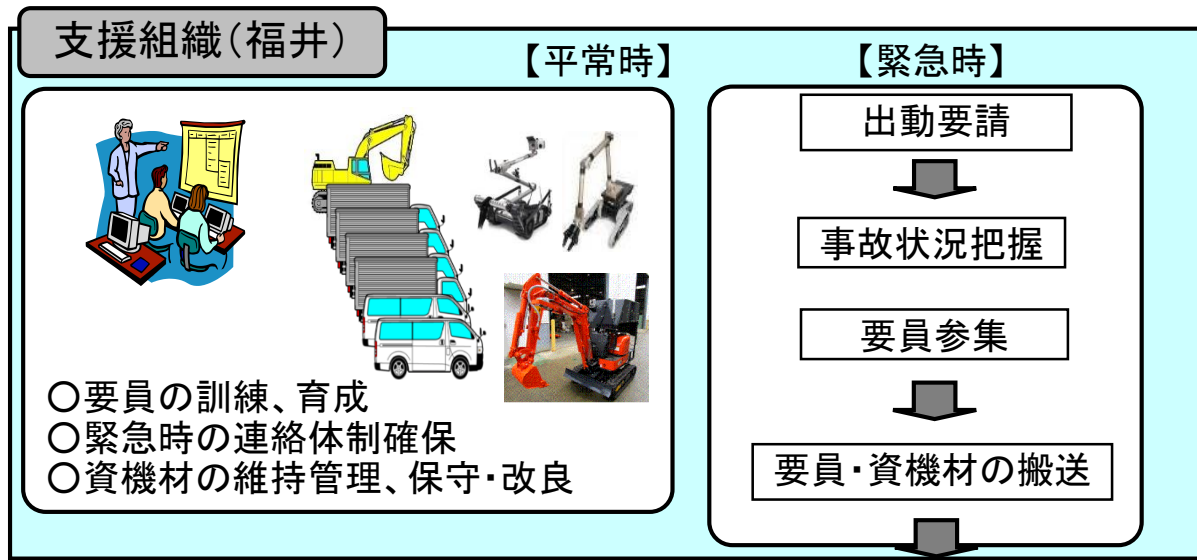 支援組織（福井）
【平常時】
○要員の訓練、育成
○緊急時の連絡体制確保
○資機材の維持管理、保守・改良
【緊急時】
出動要請
事故状況把握
要員参集
要員・資機材の搬送